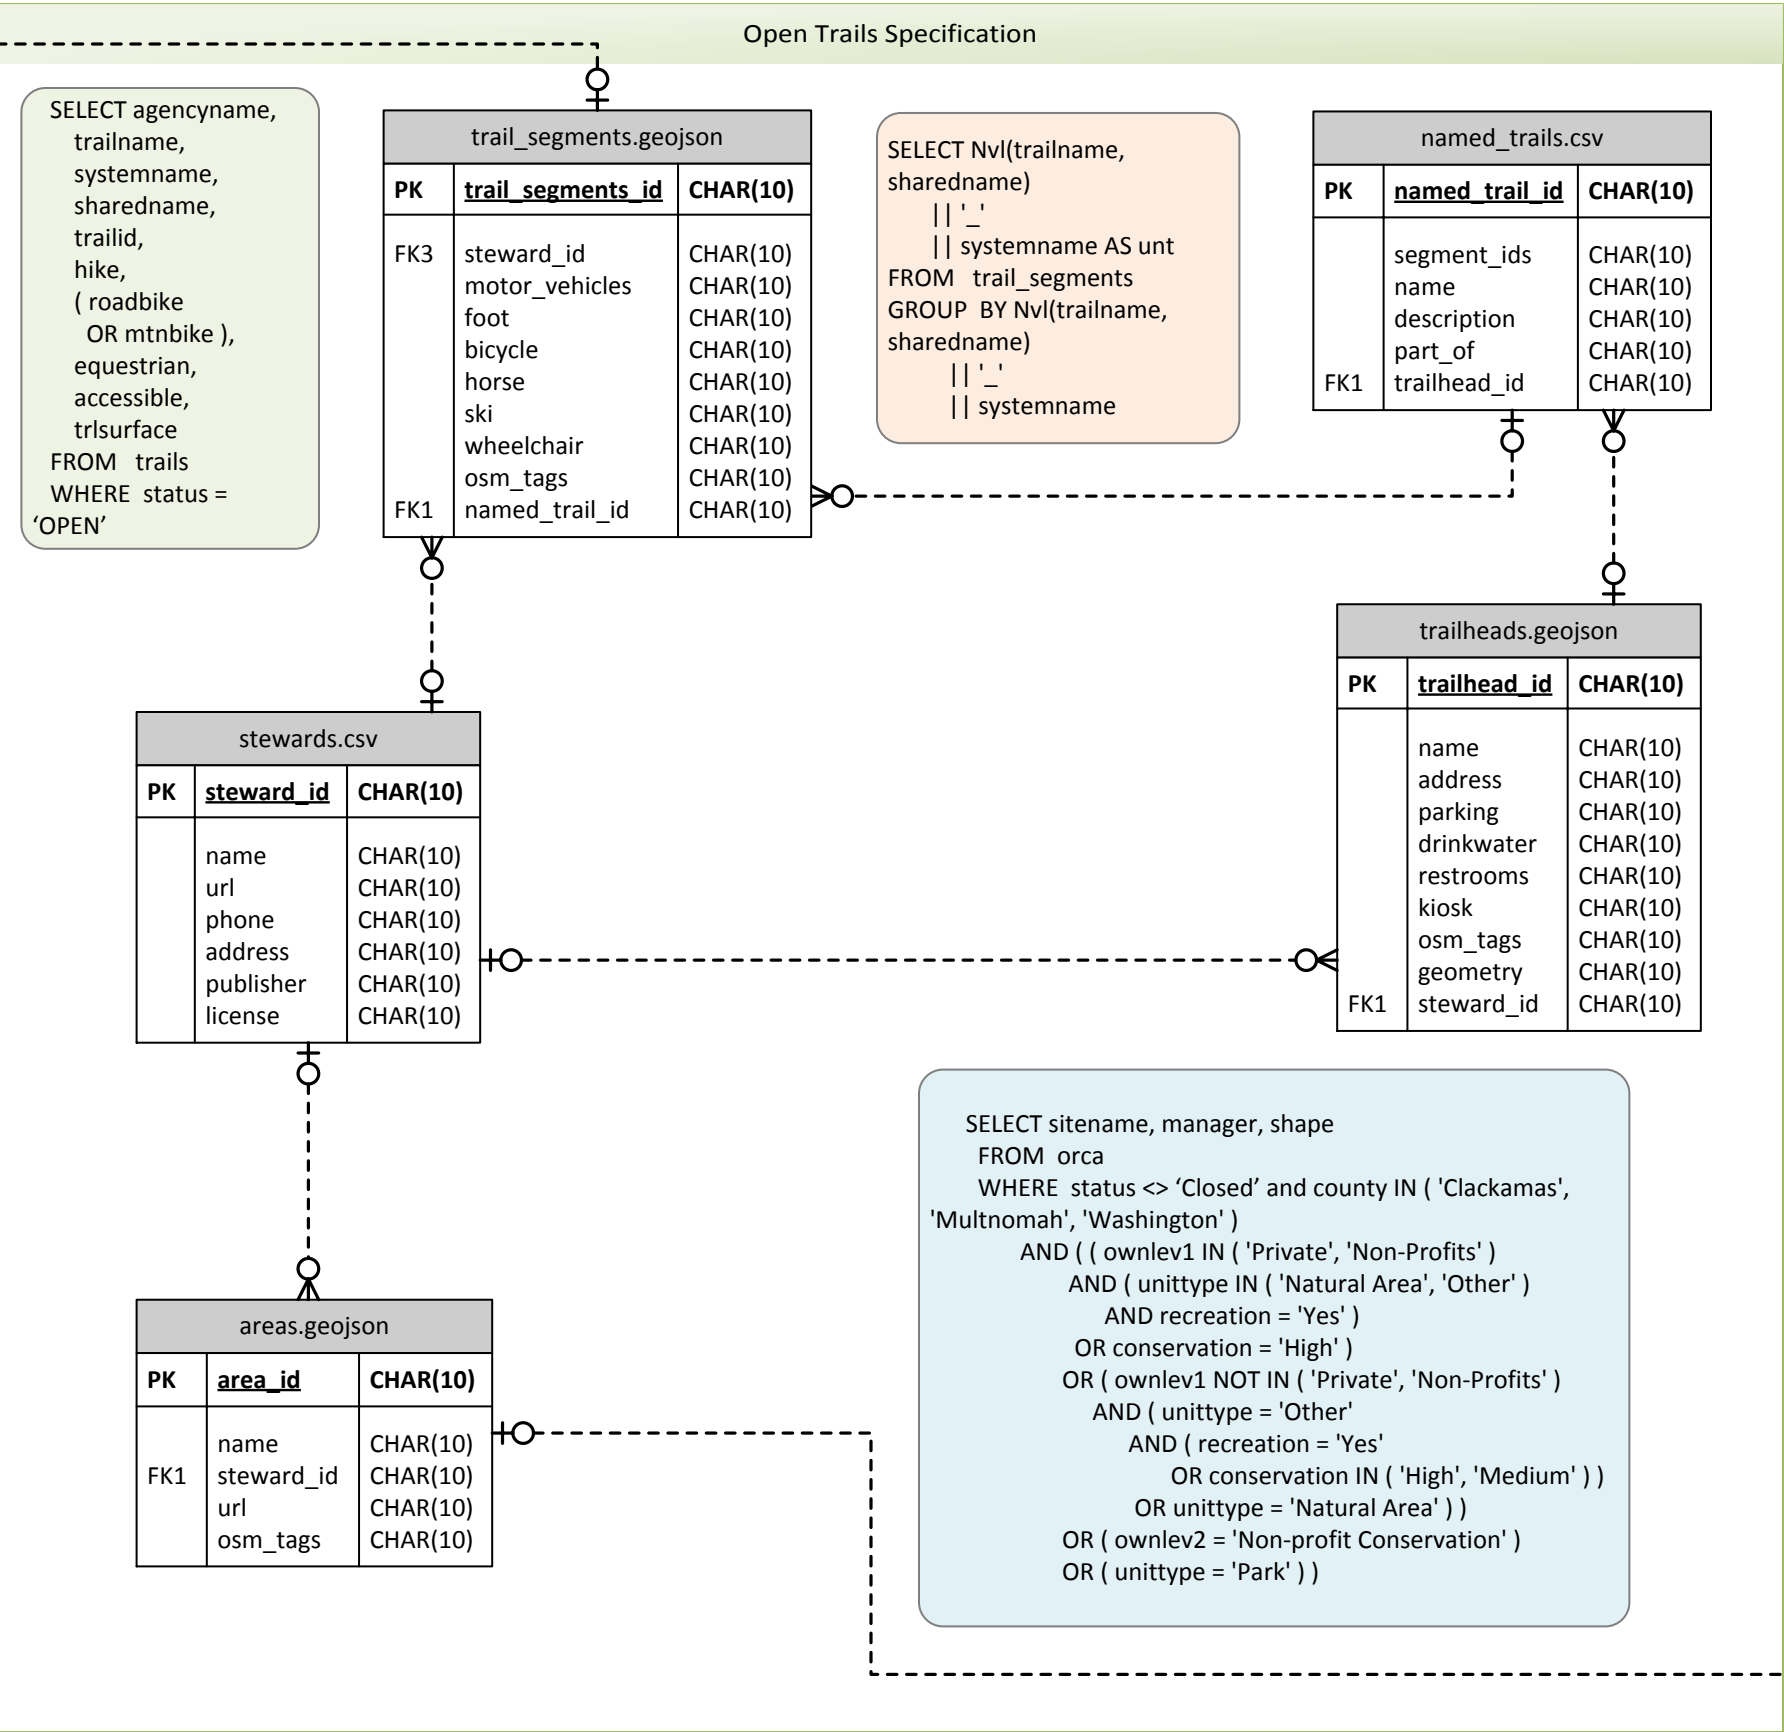 Open Trails Specification
SELECT agencyname,
trailname,
systemname,
sharedname,
trailid,
hike,
( roadbike
OR mtnbike ),
equestrian,
accessible,
trlsurface
FROM trails
WHERE status =
‘OPEN’
trail_segments.geojson
PK trail_segments_id CHAR(10)
FK3 steward_id CHAR(10)
motor_vehicles CHAR(10)
foot CHAR(10)
bicycle CHAR(10)
horse CHAR(10)
ski CHAR(10)
wheelchair CHAR(10)
osm_tags CHAR(10)
FK1 named_trail_id CHAR(10)
SELECT Nvl(trailname,
sharedname)
|| '_'
|| systemname AS unt
FROM trail_segments
GROUP BY Nvl(trailname,
sharedname)
|| '_'
|| systemname
named_trails.csv
PK named_trail_id CHAR(10)
segment_ids CHAR(10)
name CHAR(10)
description CHAR(10)
part_of CHAR(10)
FK1 trailhead_id CHAR(10)
trailheads.geojson
PK trailhead_id CHAR(10)
name CHAR(10)
address CHAR(10)
parking CHAR(10)
drinkwater CHAR(10)
restrooms CHAR(10)
kiosk CHAR(10)
osm_tags CHAR(10)
geometry CHAR(10)
FK1 steward_id CHAR(10)
stewards.csv
PK steward_id CHAR(10)
name CHAR(10)
url CHAR(10)
phone CHAR(10)
address CHAR(10)
publisher CHAR(10)
license CHAR(10)
areas.geojson
PK area_id CHAR(10)
name CHAR(10)
FK1 steward_id CHAR(10)
url CHAR(10)
osm_tags CHAR(10)
SELECT sitename, manager, shape
FROM orca
WHERE status <> ‘Closed’ and county IN ( 'Clackamas',
'Multnomah', 'Washington' )
AND ( ( ownlev1 IN ( 'Private', 'Non-Profits' )
AND ( unittype IN ( 'Natural Area', 'Other' )
AND recreation = 'Yes' )
OR conservation = 'High' )
OR ( ownlev1 NOT IN ( 'Private', 'Non-Profits' )
AND ( unittype = 'Other'
AND ( recreation = 'Yes'
OR conservation IN ( 'High', 'Medium' ) )
OR unittype = 'Natural Area' ) )
OR ( ownlev2 = 'Non-profit Conservation' )
OR ( unittype = 'Park' ) )